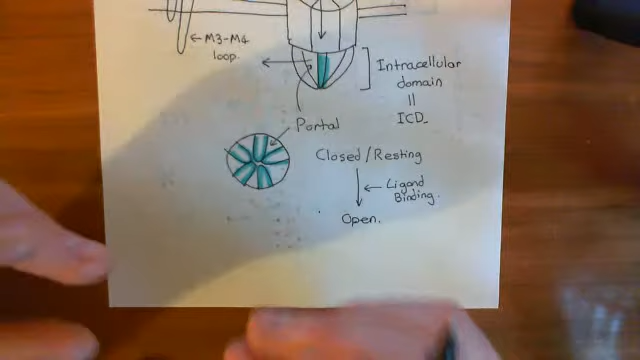 M3-M4
loop.
Intracellular
domain
||
ICD
Portal
Closed/Resting
Ligand
Binding.
Open.